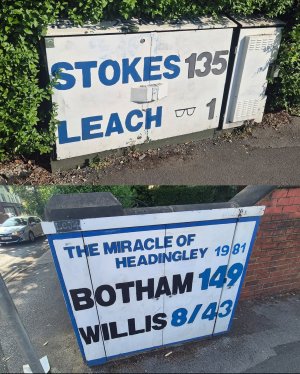 STOKES 135
LEACH 1
THE MIRACLE OF
HEADINGLEY 1981
BOTHAM 149
WILLIS 8/43